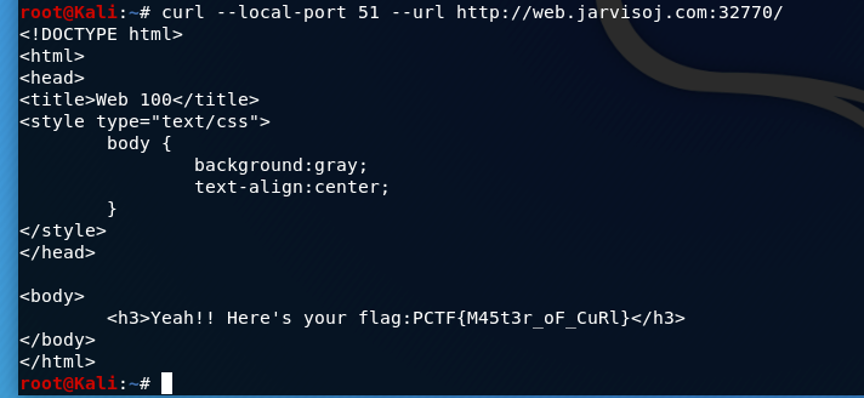 root@Kali:~# curl --local-port 51 --url http://web.jarvisoj.com:32770/
<!DOCTYPE html>
<html>
<head>
<title>Web 100</title>
<style type="text/css">
        body {
                background:gray;
                text-align:center;
        }
</style>
</head>

<body>
        <h3>Yeah!! Here's your flag:PCTF{M45t3r_oF_CuRl}</h3>
</body>
</html>
root@Kali:~#